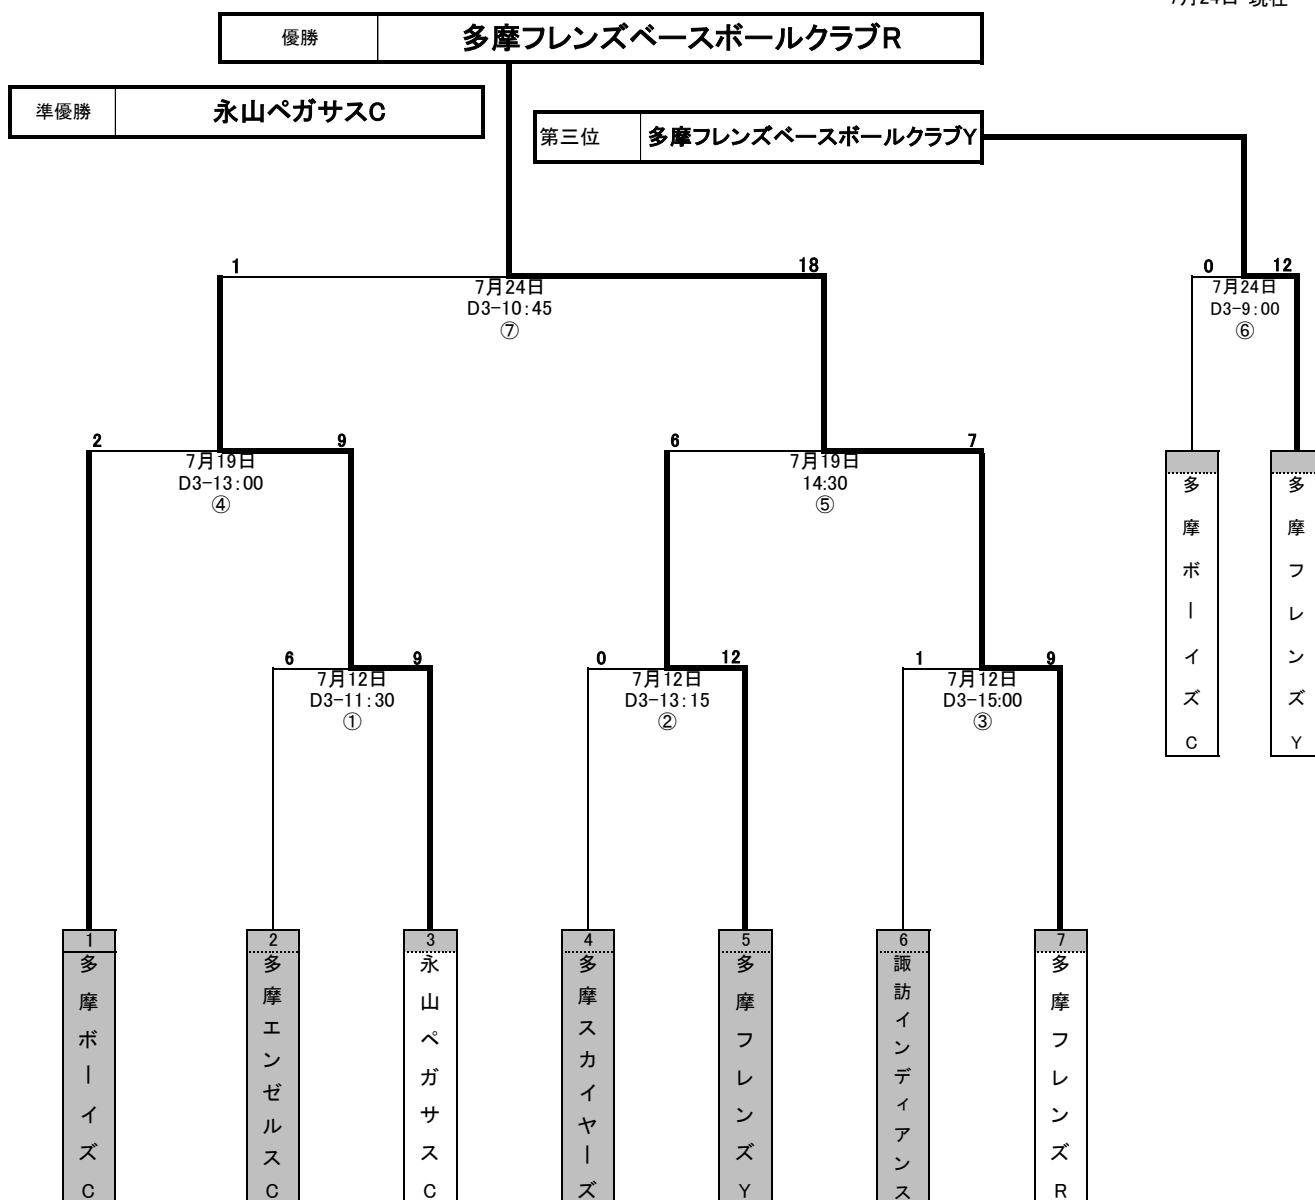 7月24日 現在
優勝 多摩フレンズベースボールクラブR
準優勝 永山ペガサスC
第三位 多摩フレンズベースボールクラブY
1 18
7月24日
D3-10:45
⑦
0 12
7月24日
D3-9:00
⑥
2 9
7月19日
D3-13:00
④
6 7
7月19日
14:30
⑤
多摩ボーイズC
多摩フレンズY
6 9
7月12日
D3-11:30
①
0 12
7月12日
D3-13:15
②
1 9
7月12日
D3-15:00
③
1
多摩ボーイズC
2
多摩エンゼルスC
3
永山ペガサスC
4
多摩スカイヤーズ
5
多摩フレンズY
6
諏訪インディアンス
7
多摩フレンズR